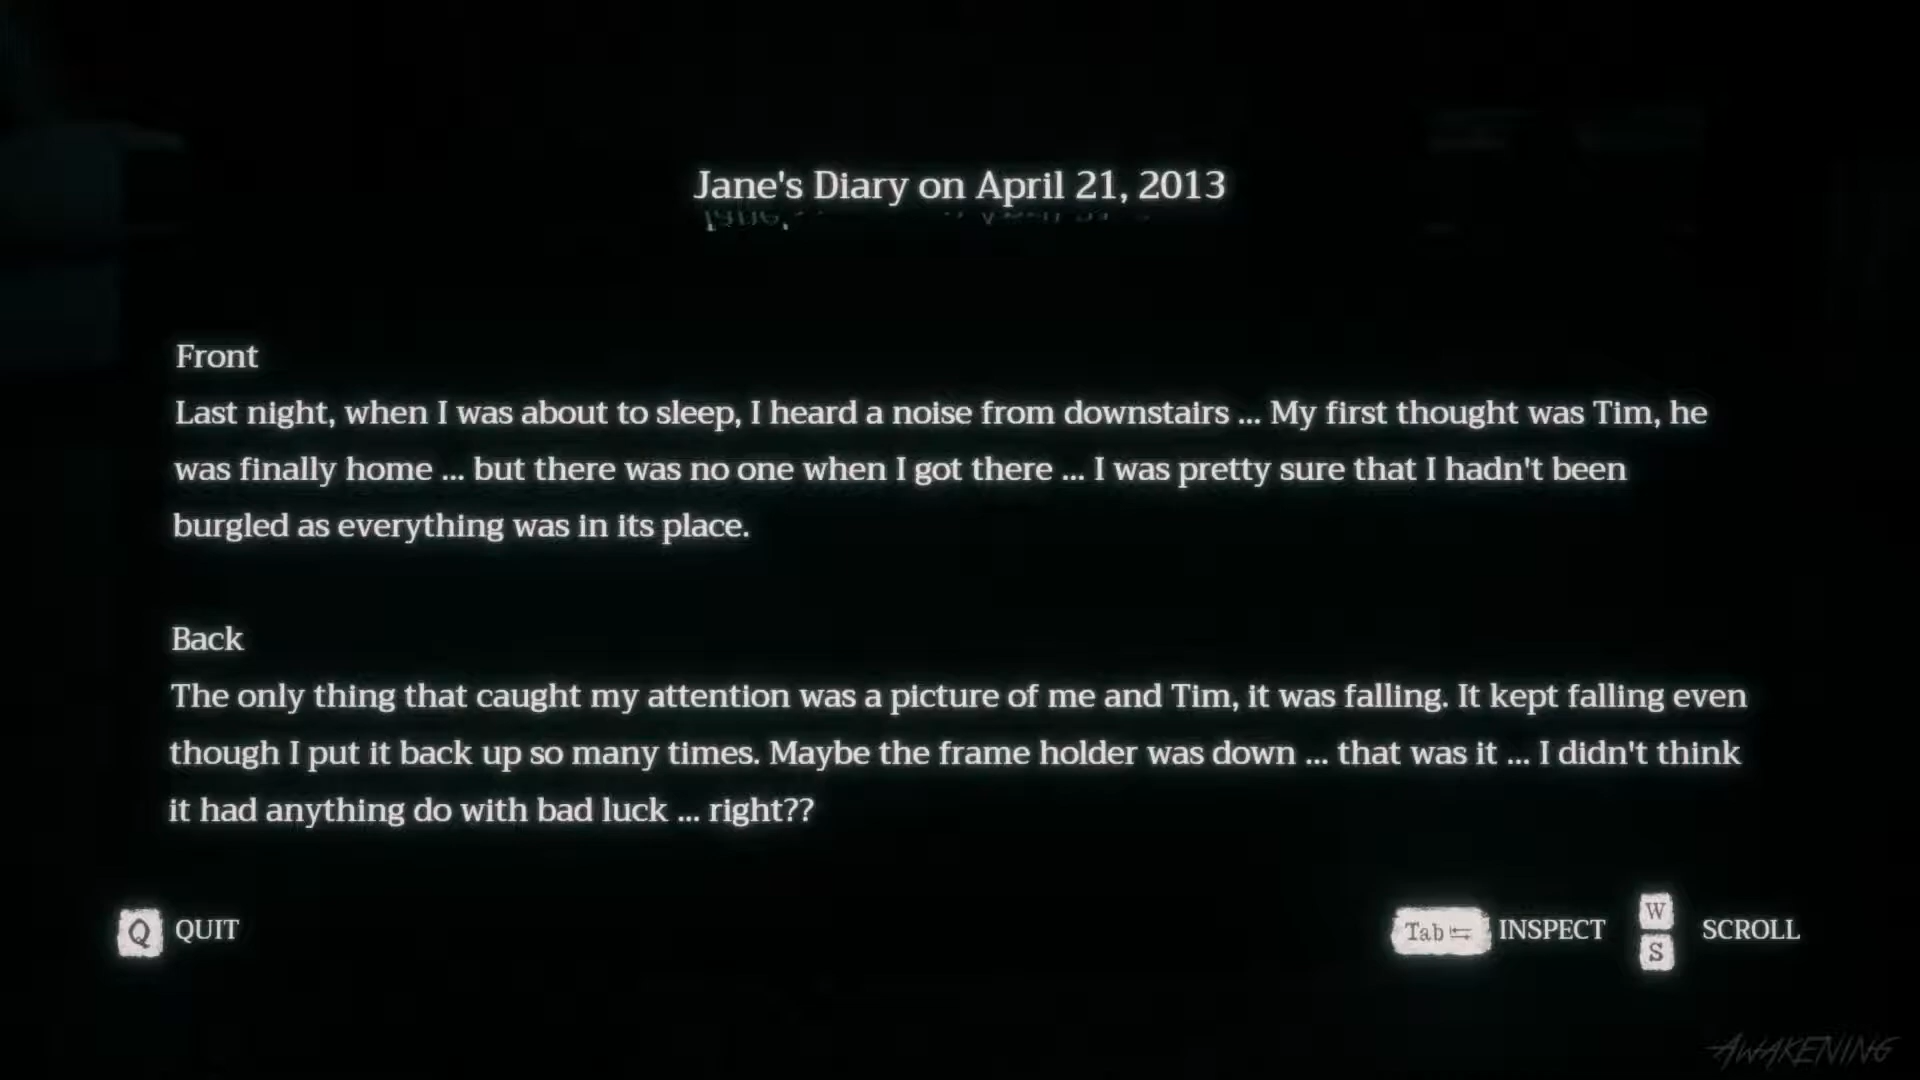 Jane's Diary on April 21, 2013
Front
Last night, when I was about to sleep, I heard a noise from downstairs ... My first thought was Tim, he
was finally home ... but there was no one when I got there ... I was pretty sure that I hadn't been
burgled as everything was in its place.
Back
The only thing that caught my attention was a picture of me and Tim, it was falling. It kept falling even
though I put it back up so many times. Maybe the frame holder was down ... that was it ... I didn't think
it had anything do with bad luck ... right??
Q QUIT
Tab INSPECT
W
S
SCROLL
AWAKENING